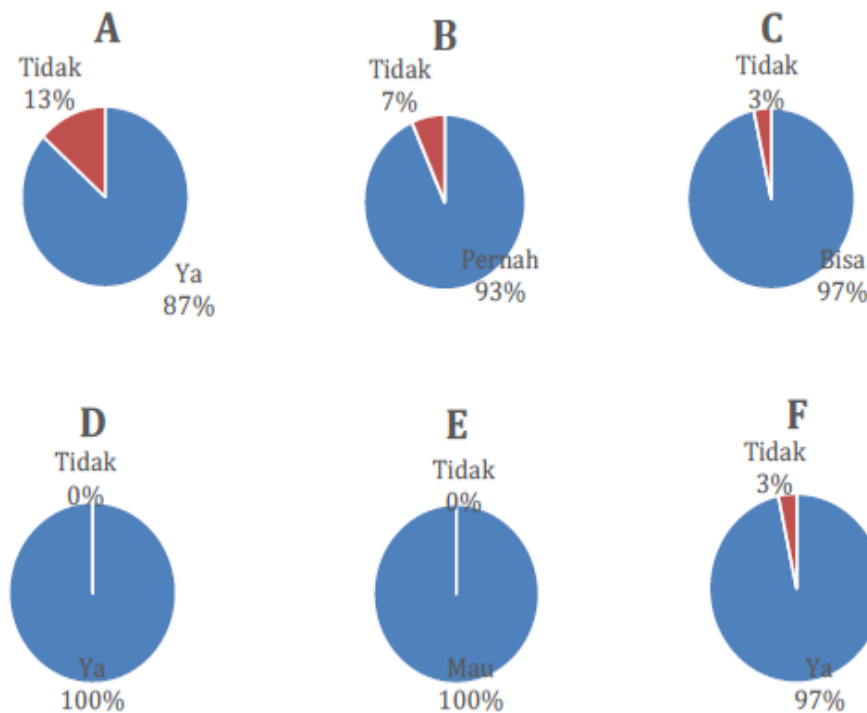 A
Tidak
13%
Ya
87%
B
Tidak
7%
Pernah
93%
C
Tidak
3%
Bisa
97%
D
Tidak
0%
Ya
100%
E
Tidak
0%
Mau
100%
F
Tidak
3%
Ya
97%